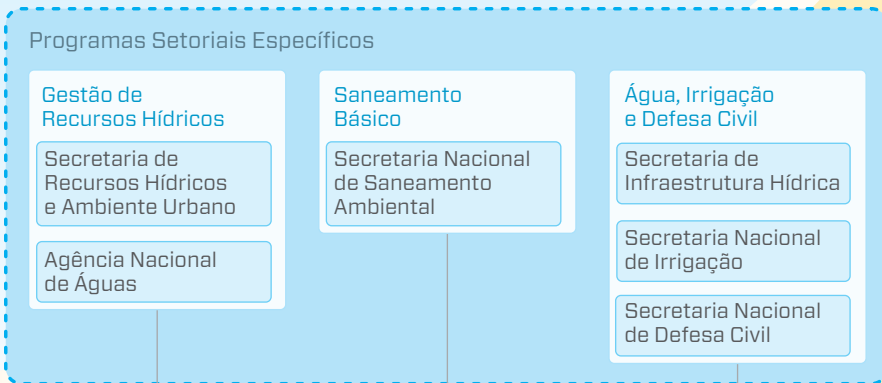 Programas Setoriais Específicos
Gestão de
Recursos Hídricos
Secretaria de
Recursos Hídricos
e Ambiente Urbano
Agência Nacional
de Águas
Saneamento
Básico
Secretaria Nacional
de Saneamento
Ambiental
Água, Irrigação
e Defesa Civil
Secretaria de
Infraestrutura Hídrica
Secretaria Nacional
de Irrigação
Secretaria Nacional
de Defesa Civil